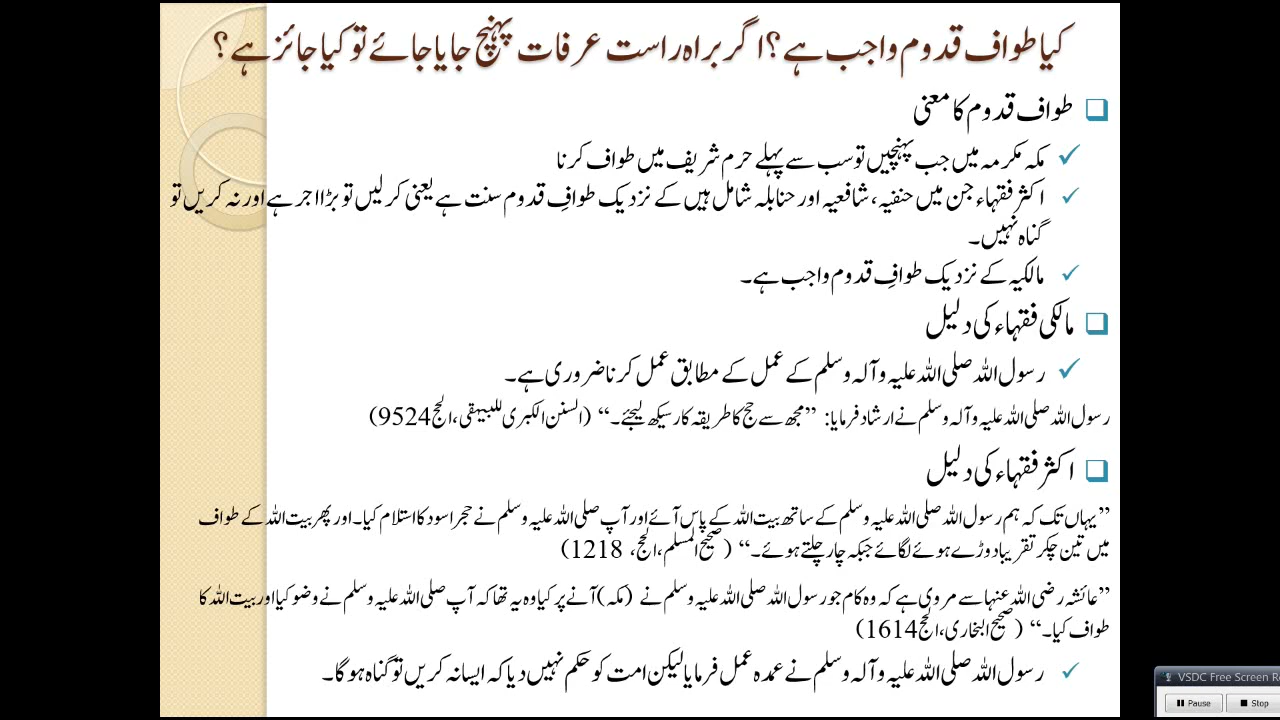 کیا طواف قدوم واجب ہے؟ اگر براہ راست عرفات پہنچ جایا جائے تو کیا جائز ہے؟
طواف قدوم کا معنی
مکہ مکرمہ میں جب پہنچیں تو سب سے پہلے حرم شریف میں طواف کرنا
اکثر فقہاء جن میں حنفیہ، شافعیہ اور حنابلہ شامل ہیں کے نزدیک طوافِ قدوم سنت ہے یعنی کر لیں تو بڑا اجر ہے اور نہ کریں تو
گناہ نہیں۔
مالکیہ کے نزدیک طوافِ قدوم واجب ہے۔
مالکی فقہاء کی دلیل
رسول اللہ صلی اللہ علیہ وآلہ وسلم کے عمل کے مطابق عمل کرنا ضروری ہے۔
رسول اللہ صلی اللہ علیہ وآلہ وسلم نے ارشاد فرمایا: ”مجھ سے حج کا طریقہ کار سیکھ لیجئے۔“ (السنن الکبری للبیہقی، الحج 9524)
اکثر فقہاء کی دلیل
”یہاں تک کہ ہم رسول اللہ صلی اللہ علیہ وسلم کے ساتھ بیت اللہ کے پاس آئے اور آپ صلی اللہ علیہ وسلم نے حجر اسود کا استلام کیا۔ اور پھر بیت اللہ کے طواف
میں تین چکر تقریبا دوڑے ہوئے لگائے جبکہ چار چلتے ہوئے۔“ (صحیح المسلم، الحج، 1218)
”عائشہ رضی اللہ عنہا سے مروی ہے کہ وہ کام جو رسول اللہ صلی اللہ علیہ وسلم نے (مکہ) آنے پر کیا وہ یہ تھا کہ آپ صلی اللہ علیہ وسلم نے وضو کیا اور بیت اللہ کا
طواف کیا۔“ (صحیح البخاری، الحج 1614)
رسول اللہ صلی اللہ علیہ وآلہ وسلم نے عمدہ عمل فرمایا لیکن امت کو حکم نہیں دیا کہ ایسا نہ کریں تو گناہ ہو گا۔
VSDC Free Screen Re
Pause Stop